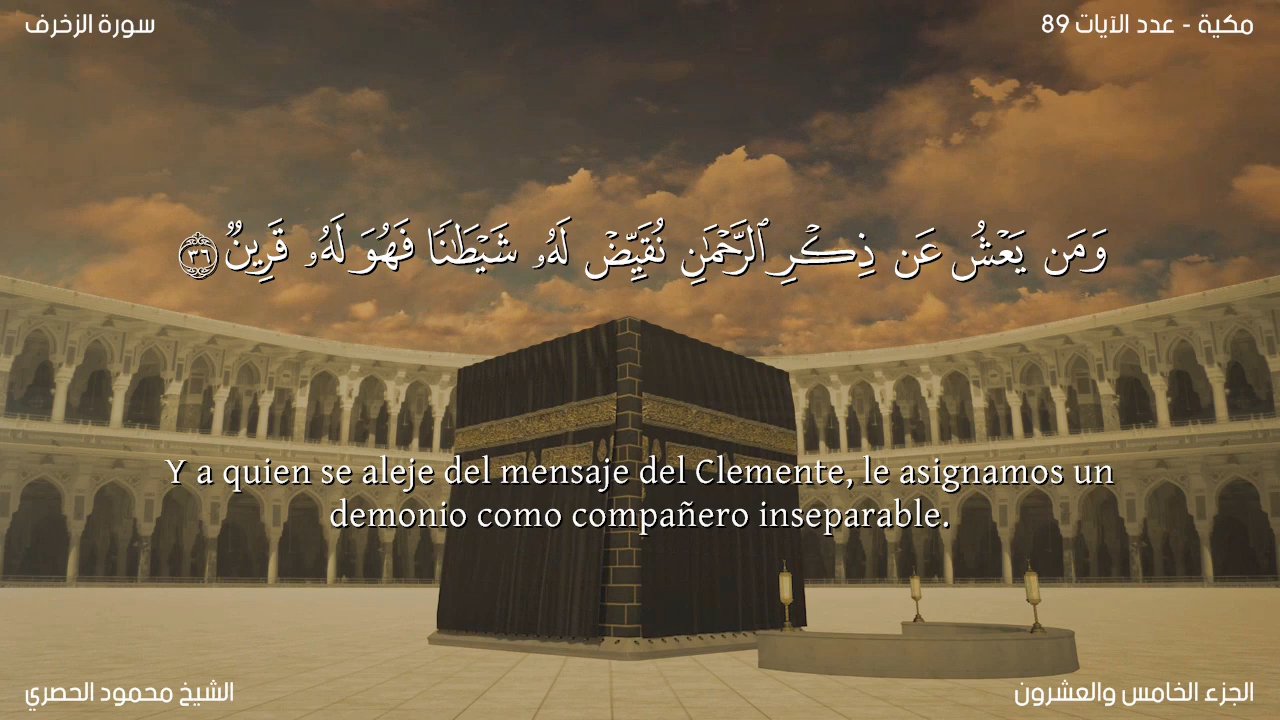 سورة الزخرف
مكية - عدد الآيات 89
وَمَن يَعْشُ عَن ذِكْرِ ٱلرَّحْمَٰنِ نُقَيِّضْ لَهُۥ شَيْطَٰنًا فَهُوَ لَهُۥ قَرِينٌ ٣٦
Y a quien se aleje del mensaje del Clemente, le asignamos un
demonio como compañero inseparable.
الشيخ محمود الحصري
الجزء الخامس والعشرون